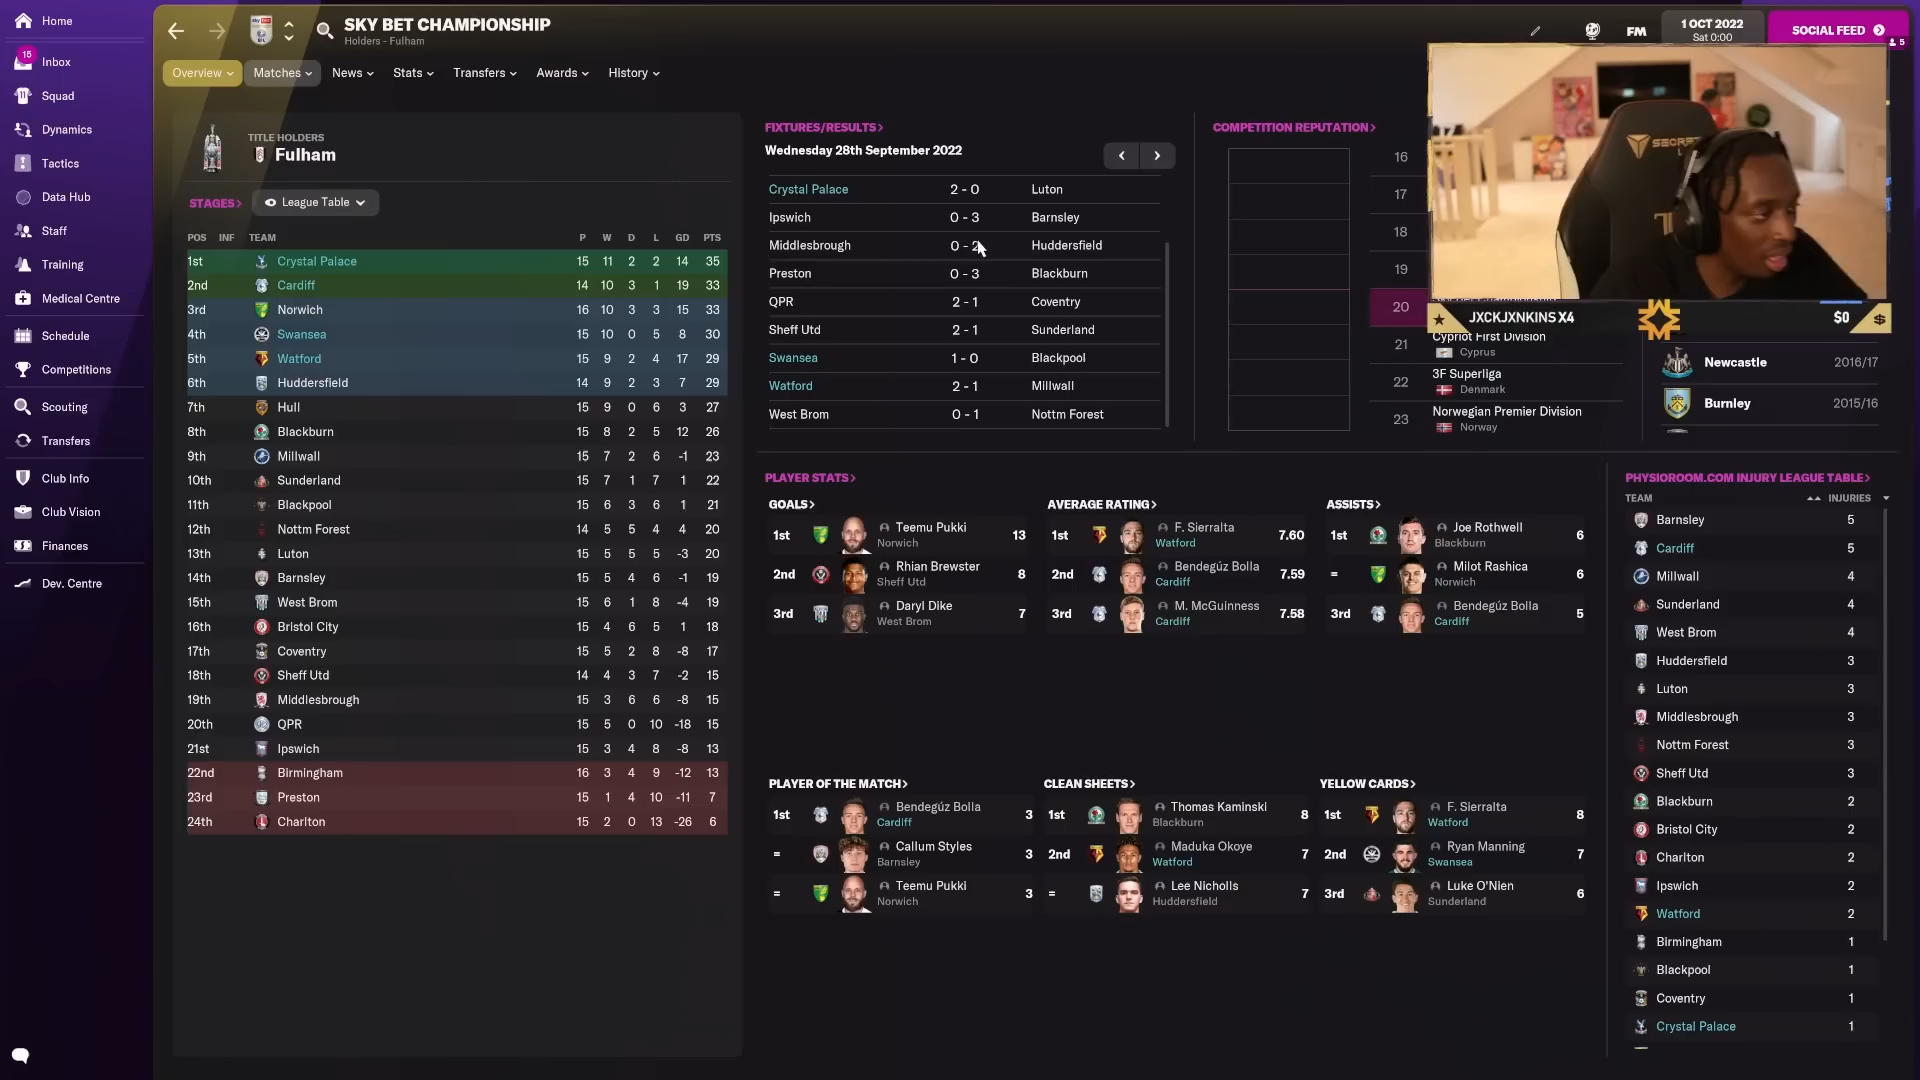 Home
15
Inbox
Squad
Dynamics
Tactics
Data Hub
Staff
Training
Medical Centre
Schedule
Competitions
Scouting
Transfers
Club Info
Club Vision
Finances
Dev. Centre
SKY BET CHAMPIONSHIP
Holders - Fulham
FM
1 OCT 2022
Sat 0:00
SOCIAL FEED
5
Overview
Matches
News
Stats
Transfers
Awards
History
TITLE HOLDERS
Fulham
STAGES>
League Table
POS INF TEAM P W D L GD PTS
1st Crystal Palace 15 11 2 2 14 35
2nd Cardiff 14 10 3 1 19 33
3rd Norwich 16 10 3 3 15 33
4th Swansea 15 10 0 5 8 30
5th Watford 15 9 2 4 17 29
6th Huddersfield 14 9 2 3 7 29
7th Hull 15 9 0 6 3 27
8th Blackburn 15 8 2 5 12 26
9th Millwall 15 7 2 6 -1 23
10th Sunderland 15 7 1 7 1 22
11th Blackpool 15 6 3 6 1 21
12th Nottm Forest 14 5 5 4 4 20
13th Luton 15 5 5 5 -3 20
14th Barnsley 15 5 4 6 -1 19
15th West Brom 15 6 1 8 -4 19
16th Bristol City 15 4 6 5 1 18
17th Coventry 15 5 2 8 -8 17
18th Sheff Utd 14 4 3 7 -2 15
19th Middlesbrough 15 3 6 6 -8 15
20th QPR 15 5 0 10 -18 15
21st Ipswich 15 3 4 8 -8 13
22nd Birmingham 16 3 4 9 -12 13
23rd Preston 15 1 4 10 -11 7
24th Charlton 15 2 0 13 -26 6
FIXTURES/RESULTS>
Wednesday 28th September 2022
Crystal Palace 2 - 0 Luton
Ipswich 0 - 3 Barnsley
Middlesbrough 0 - 2 Huddersfield
Preston 0 - 3 Blackburn
QPR 2 - 1 Coventry
Sheff Utd 2 - 1 Sunderland
Swansea 1 - 0 Blackpool
Watford 2 - 1 Millwall
West Brom 0 - 1 Nottm Forest
COMPETITION REPUTATION>
16
17
18
19
20
21 Cypriot First Division
Cyprus
22 3F Superliga
Denmark
23 Norwegian Premier Division
Norway
SECRET
JXCKJXNKINS X4
$0
$
Newcastle 2016/17
Burnley 2015/16
PLAYER STATS>
GOALS>
1st Teemu Pukki 13
Norwich
2nd Rhian Brewster 8
Sheff Utd
3rd Daryl Dike 7
West Brom
AVERAGE RATING>
1st F. Sierralta 7.60
Watford
2nd Bendegúz Bolla 7.59
Cardiff
3rd M. McGuinness 7.58
Cardiff
ASSISTS>
1st Joe Rothwell 6
Blackburn
= Milot Rashica 6
Norwich
3rd Bendegúz Bolla 5
Cardiff
PLAYER OF THE MATCH>
1st Bendegúz Bolla 3
Cardiff
= Callum Styles 3
Barnsley
= Teemu Pukki 3
Norwich
CLEAN SHEETS>
1st Thomas Kaminski 8
Blackburn
2nd Maduka Okoye 7
Watford
= Lee Nicholls 7
Huddersfield
YELLOW CARDS>
1st F. Sierralta 8
Watford
2nd Ryan Manning 7
Swansea
3rd Luke O'Nien 6
Sunderland
PHYSIOROOM.COM INJURY LEAGUE TABLE>
TEAM INJURIES
Barnsley 5
Cardiff 5
Millwall 4
Sunderland 4
West Brom 4
Huddersfield 3
Luton 3
Middlesbrough 3
Nottm Forest 3
Sheff Utd 3
Blackburn 2
Bristol City 2
Charlton 2
Ipswich 2
Watford 2
Birmingham 1
Blackpool 1
Coventry 1
Crystal Palace 1